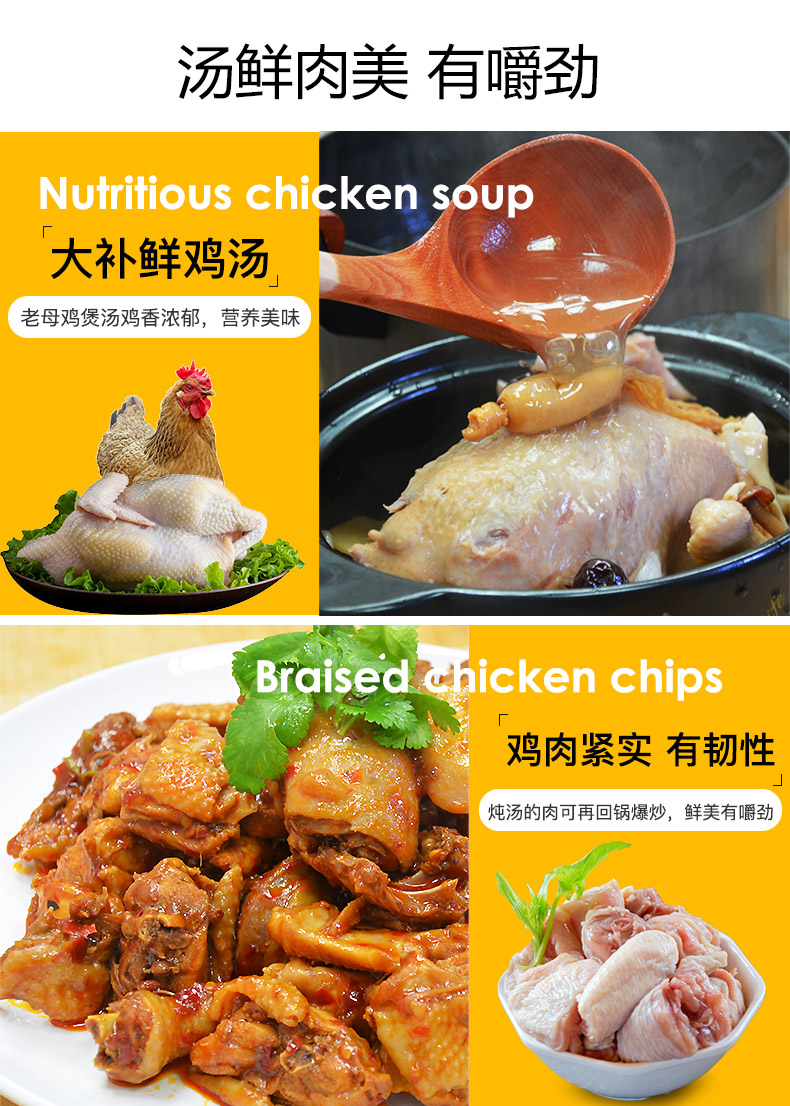 汤鲜肉美 有嚼劲
Nutritious chicken soup
「大补鲜鸡汤」
老母鸡煲汤鸡香浓郁，营养美味
Braised chicken chips
「鸡肉紧实 有韧性」
炖汤的肉可再回锅爆炒，鲜美有嚼劲